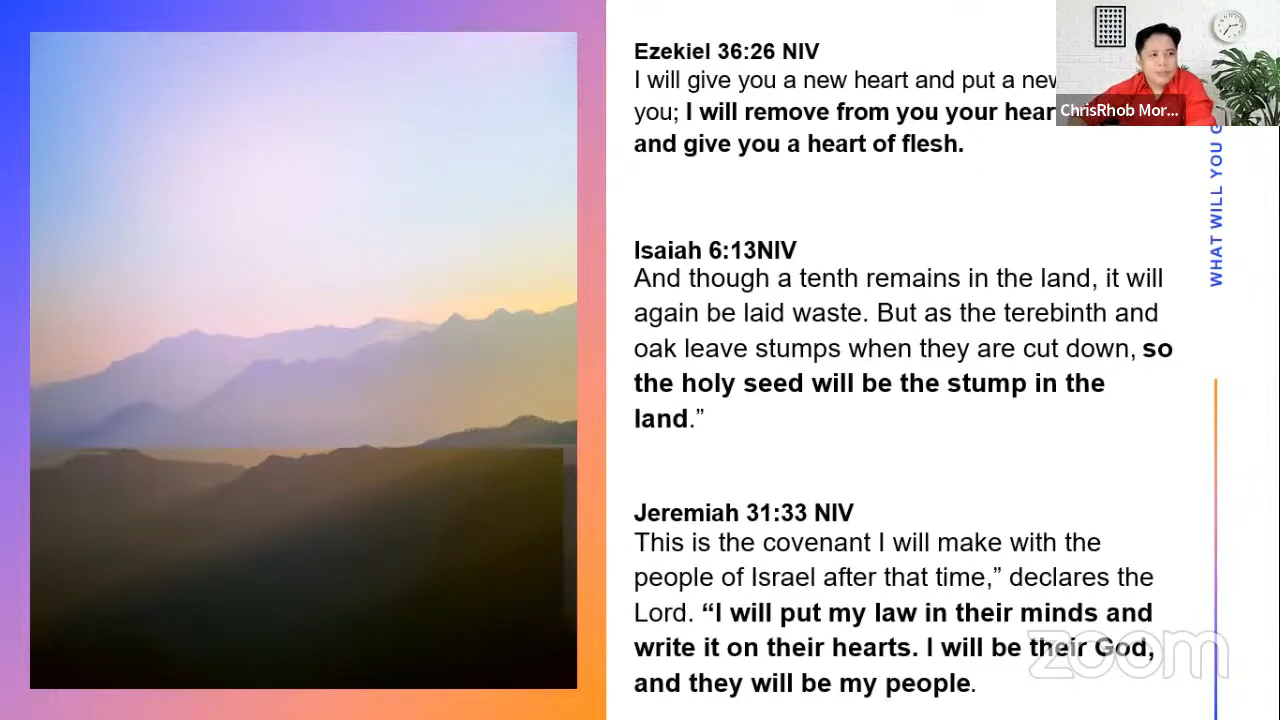 Ezekiel 36:26 NIV
I will give you a new heart and put a new
you; I will remove from you your hear
and give you a heart of flesh.
ChrisRhob Mor...
WHAT WILL YOU G
Isaiah 6:13NIV
And though a tenth remains in the land, it will
again be laid waste. But as the terebinth and
oak leave stumps when they are cut down, so
the holy seed will be the stump in the
land.”
Jeremiah 31:33 NIV
This is the covenant I will make with the
people of Israel after that time,” declares the
Lord. “I will put my law in their minds and
write it on their hearts. I will be their God,
and they will be my people.
zoom